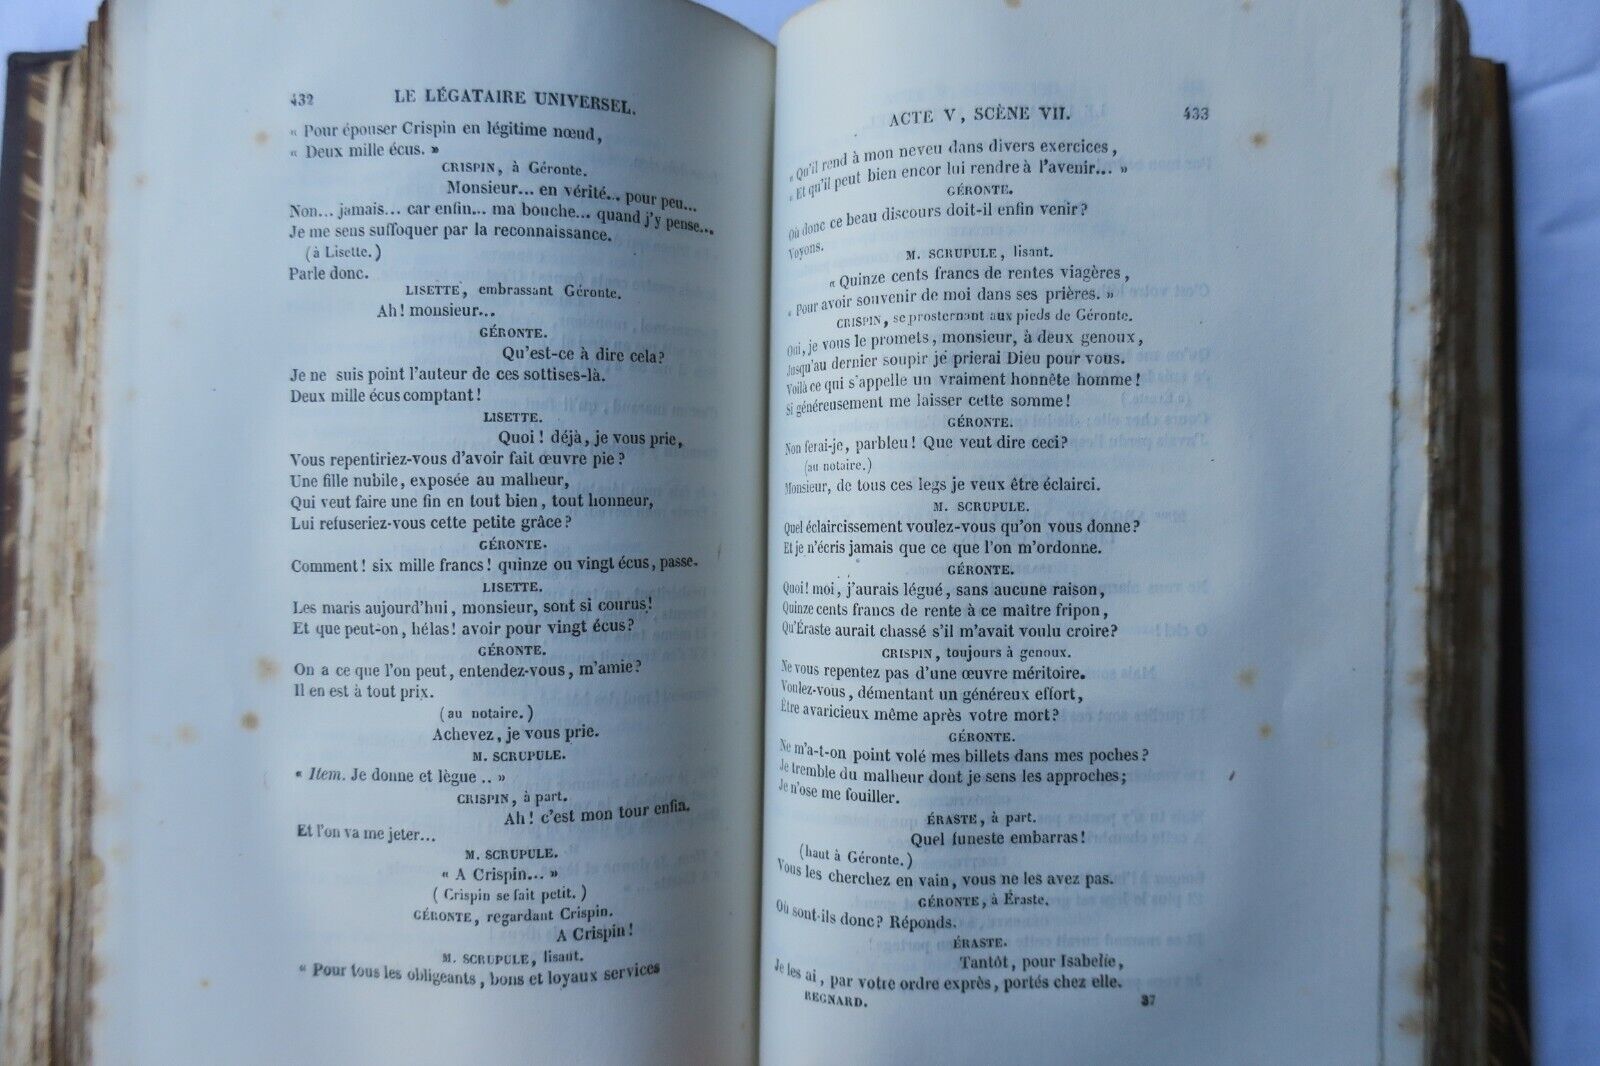 432 LE LÉGATAIRE UNIVERSEL.
« Pour épouser Crispin en légitime nœud,
« Deux mille écus. »
CRISPIN, à Géronte.
Monsieur... en vérité... pour peu...
Non... jamais... car enfin... ma bouche... quand j'y pense...
Je me sens suffoquer par la reconnaissance.
(à Lisette.)
Parle donc.
LISETTE, embrassant Géronte.
Ah! monsieur...
GÉRONTE.
Qu'est-ce à dire cela?
Je ne suis point l'auteur de ces sottises-là.
Deux mille écus comptant!
LISETTE.
Quoi! déjà, je vous prie,
Vous repentiriez-vous d'avoir fait œuvre pie?
Une fille nubile, exposée au malheur,
Qui veut faire une fin en tout bien, tout honneur,
Lui refuseriez-vous cette petite grâce?
GÉRONTE.
Comment! six mille francs! quinze ou vingt écus, passe.
LISETTE.
Les maris aujourd'hui, monsieur, sont si courus!
Et que peut-on, hélas! avoir pour vingt écus?
GÉRONTE.
On a ce que l'on peut, entendez-vous, m'amie?
Il en est à tout prix.
(au notaire.)
Achevez, je vous prie.
M. SCRUPULE.
« Item. Je donne et lègue .. »
CRISPIN, à part.
Ah! c'est mon tour enfin.
Et l'on va me jeter...
M. SCRUPULE.
« A Crispin... »
(Crispin se fait petit.)
GÉRONTE, regardant Crispin.
A Crispin!
M. SCRUPULE, lisant.
« Pour tous les obligeants, bons et loyaux services
ACTE V, SCÈNE VII. 433
« Qu'il rend à mon neveu dans divers exercices,
« Et qu'il peut bien encor lui rendre à l'avenir... »
GÉRONTE.
Où donc ce beau discours doit-il enfin venir?
Voyons.
M. SCRUPULE, lisant.
« Quinze cents francs de rentes viagères,
« Pour avoir souvenir de moi dans ses prières. »
CRISPIN, se prosternant aux pieds de Géronte.
Oui, je vous le promets, monsieur, à deux genoux,
Jusqu'au dernier soupir je prierai Dieu pour vous.
Voilà ce qui s'appelle un vraiment honnête homme!
Si généreusement me laisser cette somme!
GÉRONTE.
Non ferai-je, parbleu! Que veut dire ceci?
(au notaire.)
Monsieur, de tous ces legs je veux être éclairci.
M. SCRUPULE.
Quel éclaircissement voulez-vous qu'on vous donne?
Et je n'écris jamais que ce que l'on m'ordonne.
GÉRONTE.
Quoi! moi, j'aurais légué, sans aucune raison,
Quinze cents francs de rente à ce maître fripon,
Qu'Éraste aurait chassé s'il m'avait voulu croire?
CRISPIN, toujours à genoux.
Ne vous repentez pas d'une œuvre méritoire.
Voulez-vous, démentant un généreux effort,
Être avaricieux même après votre mort?
GÉRONTE.
Ne m'a-t-on point volé mes billets dans mes poches?
Je tremble du malheur dont je sens les approches;
Je n'ose me fouiller.
ÉRASTE, à part.
Quel funeste embarras!
(haut à Géronte.)
Vous les cherchez en vain, vous ne les avez pas.
GÉRONTE, à Éraste.
Où sont-ils donc? Réponds.
ÉRASTE.
Tantôt, pour Isabelle,
Je les ai, par votre ordre exprès, portés chez elle.
REGNARD. 37